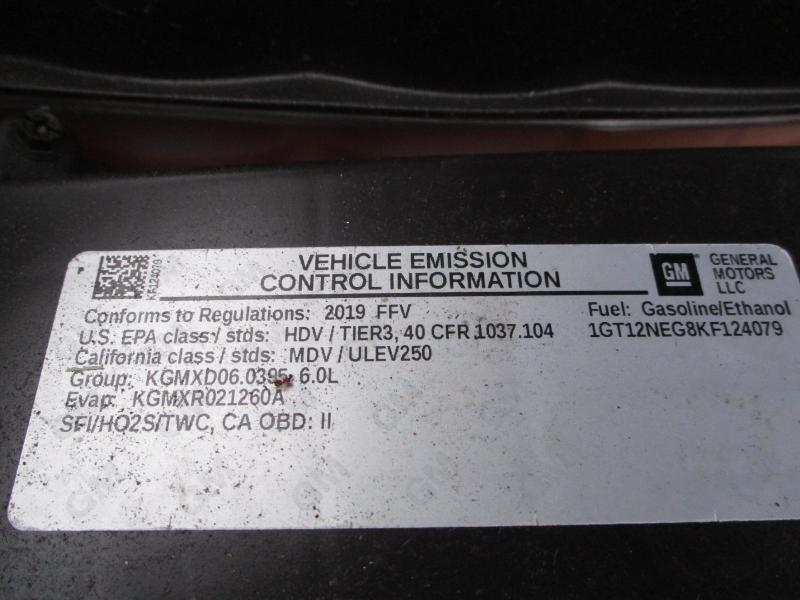 VEHICLE EMISSION
CONTROL INFORMATION
GM
GENERAL
MOTORS
LLC
KF124079
Conforms to Regulations: 2019 FFV
Fuel: Gasoline/Ethanol
U.S. EPA class / stds: HDV / TIER3, 40 CFR 1037.104
1GT12NEG8KF124079
California class / stds: MDV / ULEV250
Group: KGMXD06.0395 6.0L
Evap: KGMXR021260A
SFI/HO2S/TWC, CA OBD: II